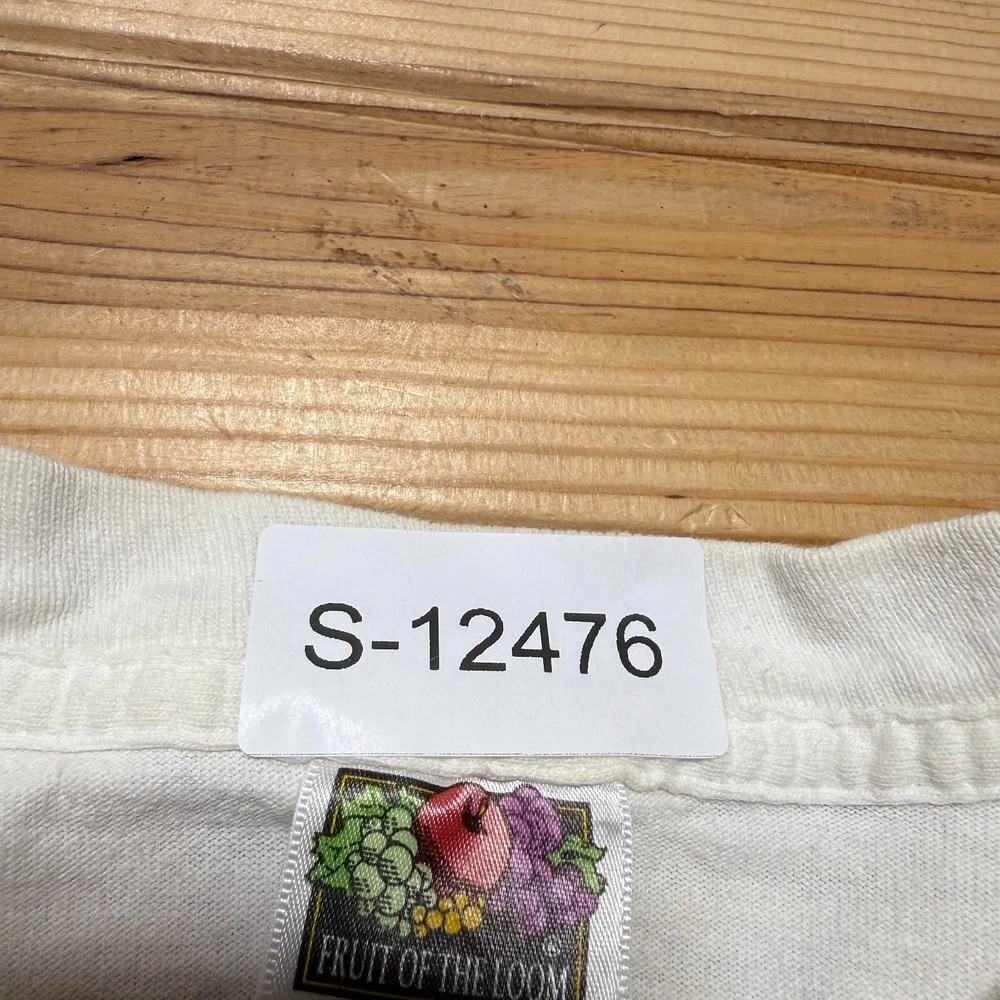 S-12476
®
FRUIT OF THE LOOM